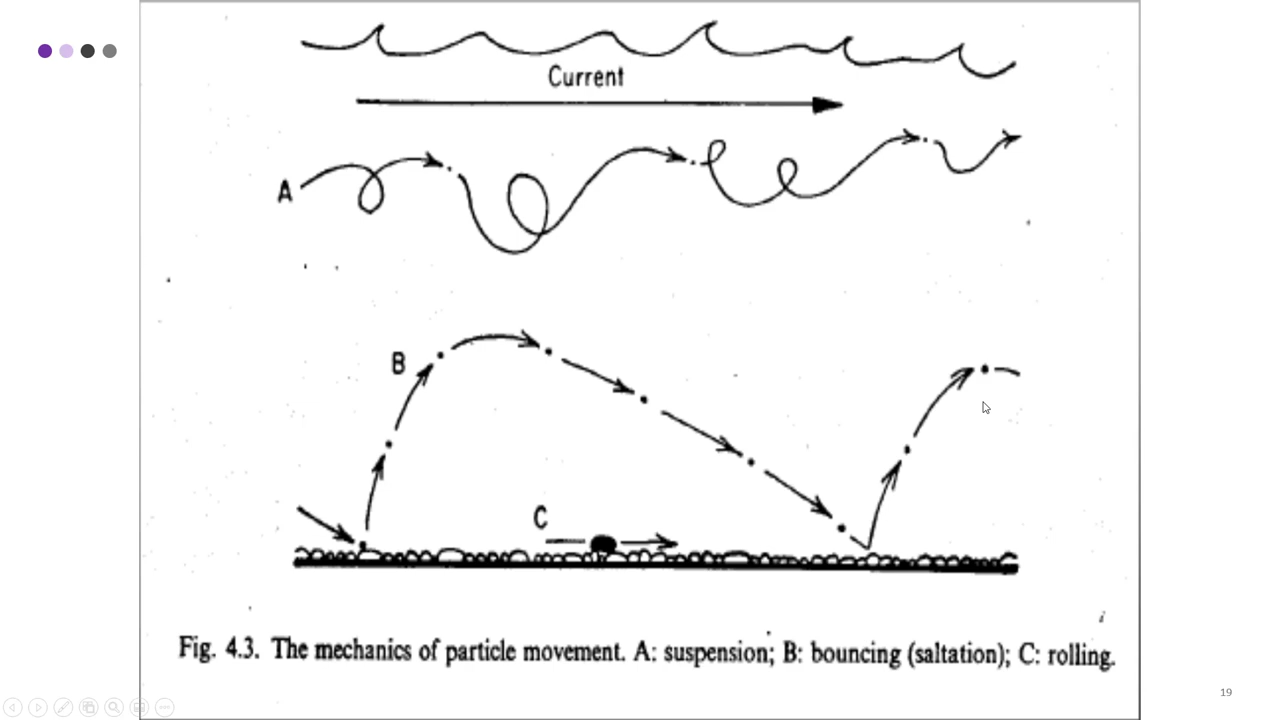 Current
A
B
C
i
Fig. 4.3. The mechanics of particle movement. A: suspension; B: bouncing (saltation); C: rolling.
19